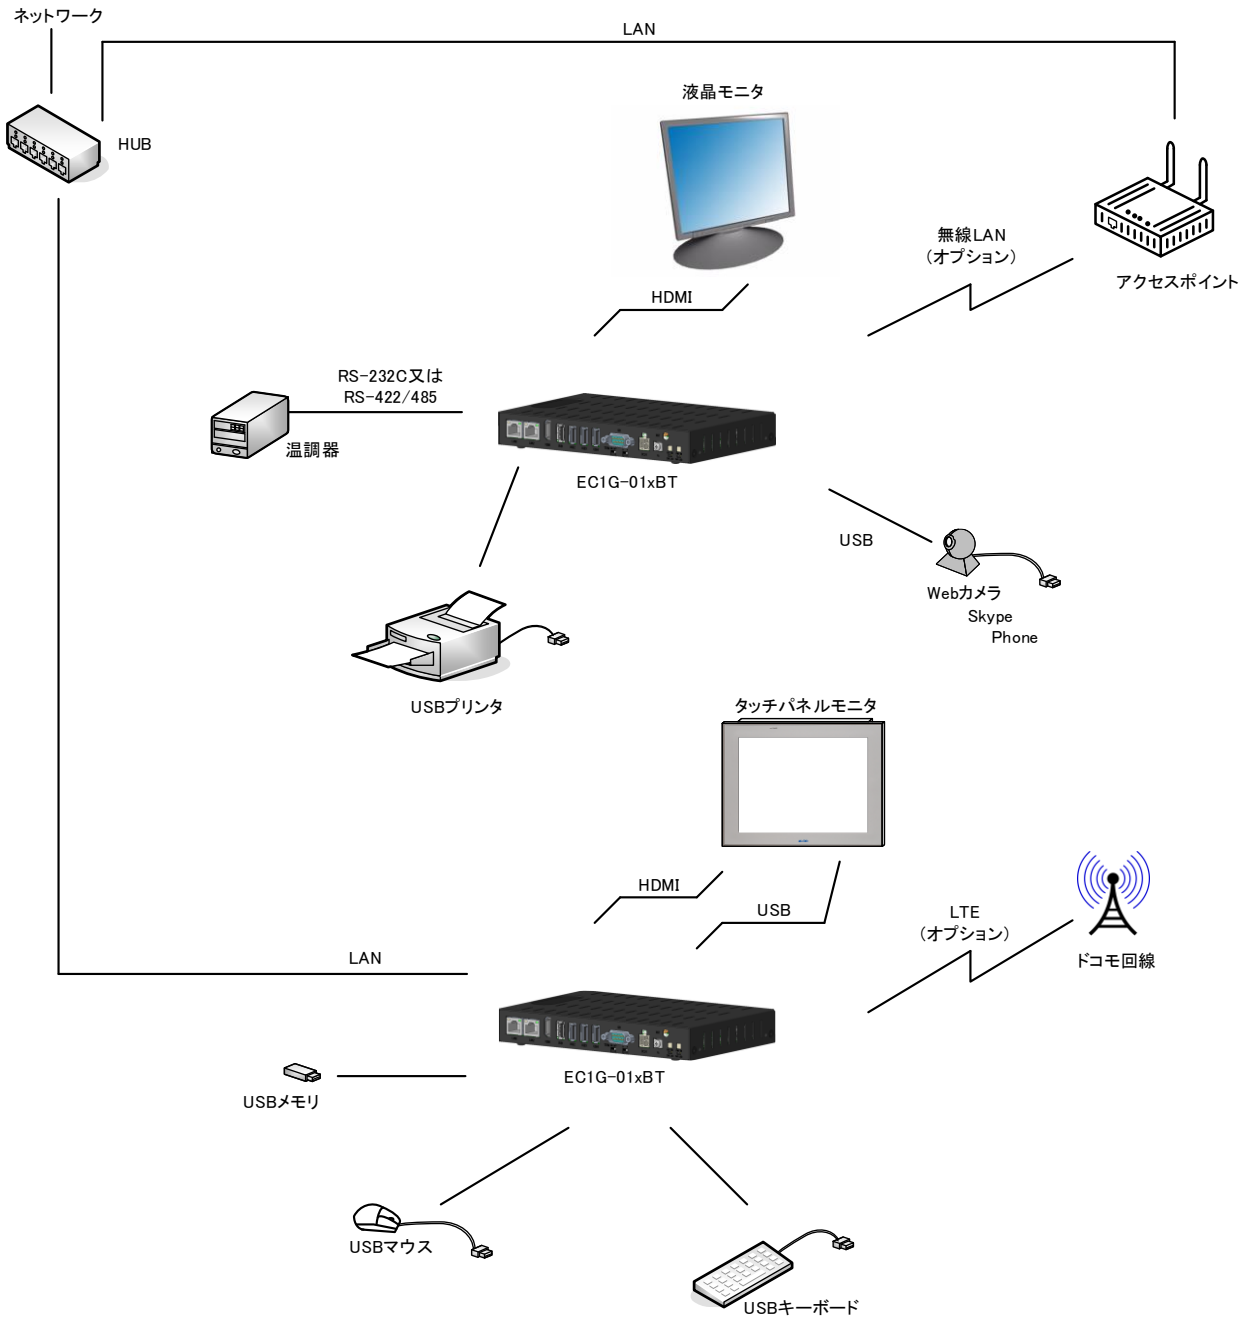 ネットワーク
LAN
HUB
液晶モニタ
無線LAN
(オプション)
アクセスポイント
HDMI
RS-232C又は
RS-422/485
温調器
EC1G-01xBT
USB
Webカメラ
Skype
Phone
USBプリンタ
タッチパネルモニタ
HDMI
USB
LTE
(オプション)
ドコモ回線
LAN
EC1G-01xBT
USBメモリ
USBマウス
USBキーボード